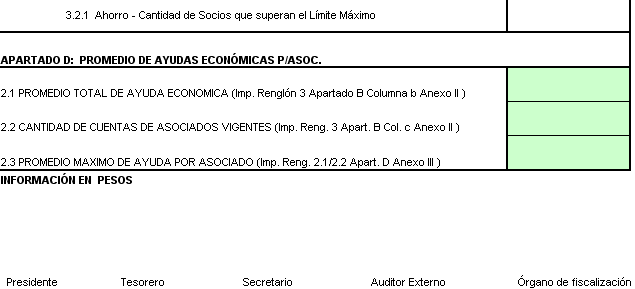 3.2.1 Ahorro - Cantidad de Socios que superan el Límite Máximo
APARTADO D: PROMEDIO DE AYUDAS ECONÓMICAS P/ASOC.
2.1 PROMEDIO TOTAL DE AYUDA ECONOMICA (Imp. Renglón 3 Apartado B Columna b Anexo II )
2.2 CANTIDAD DE CUENTAS DE ASOCIADOS VIGENTES (Imp. Reng. 3 Apart. B Col. c Anexo II )
2.3 PROMEDIO MAXIMO DE AYUDA POR ASOCIADO (Imp. Reng. 2.1/2.2 Apart. D Anexo III )
INFORMACIÓN EN PESOS
Presidente Tesorero Secretario Auditor Externo Órgano de fiscalización